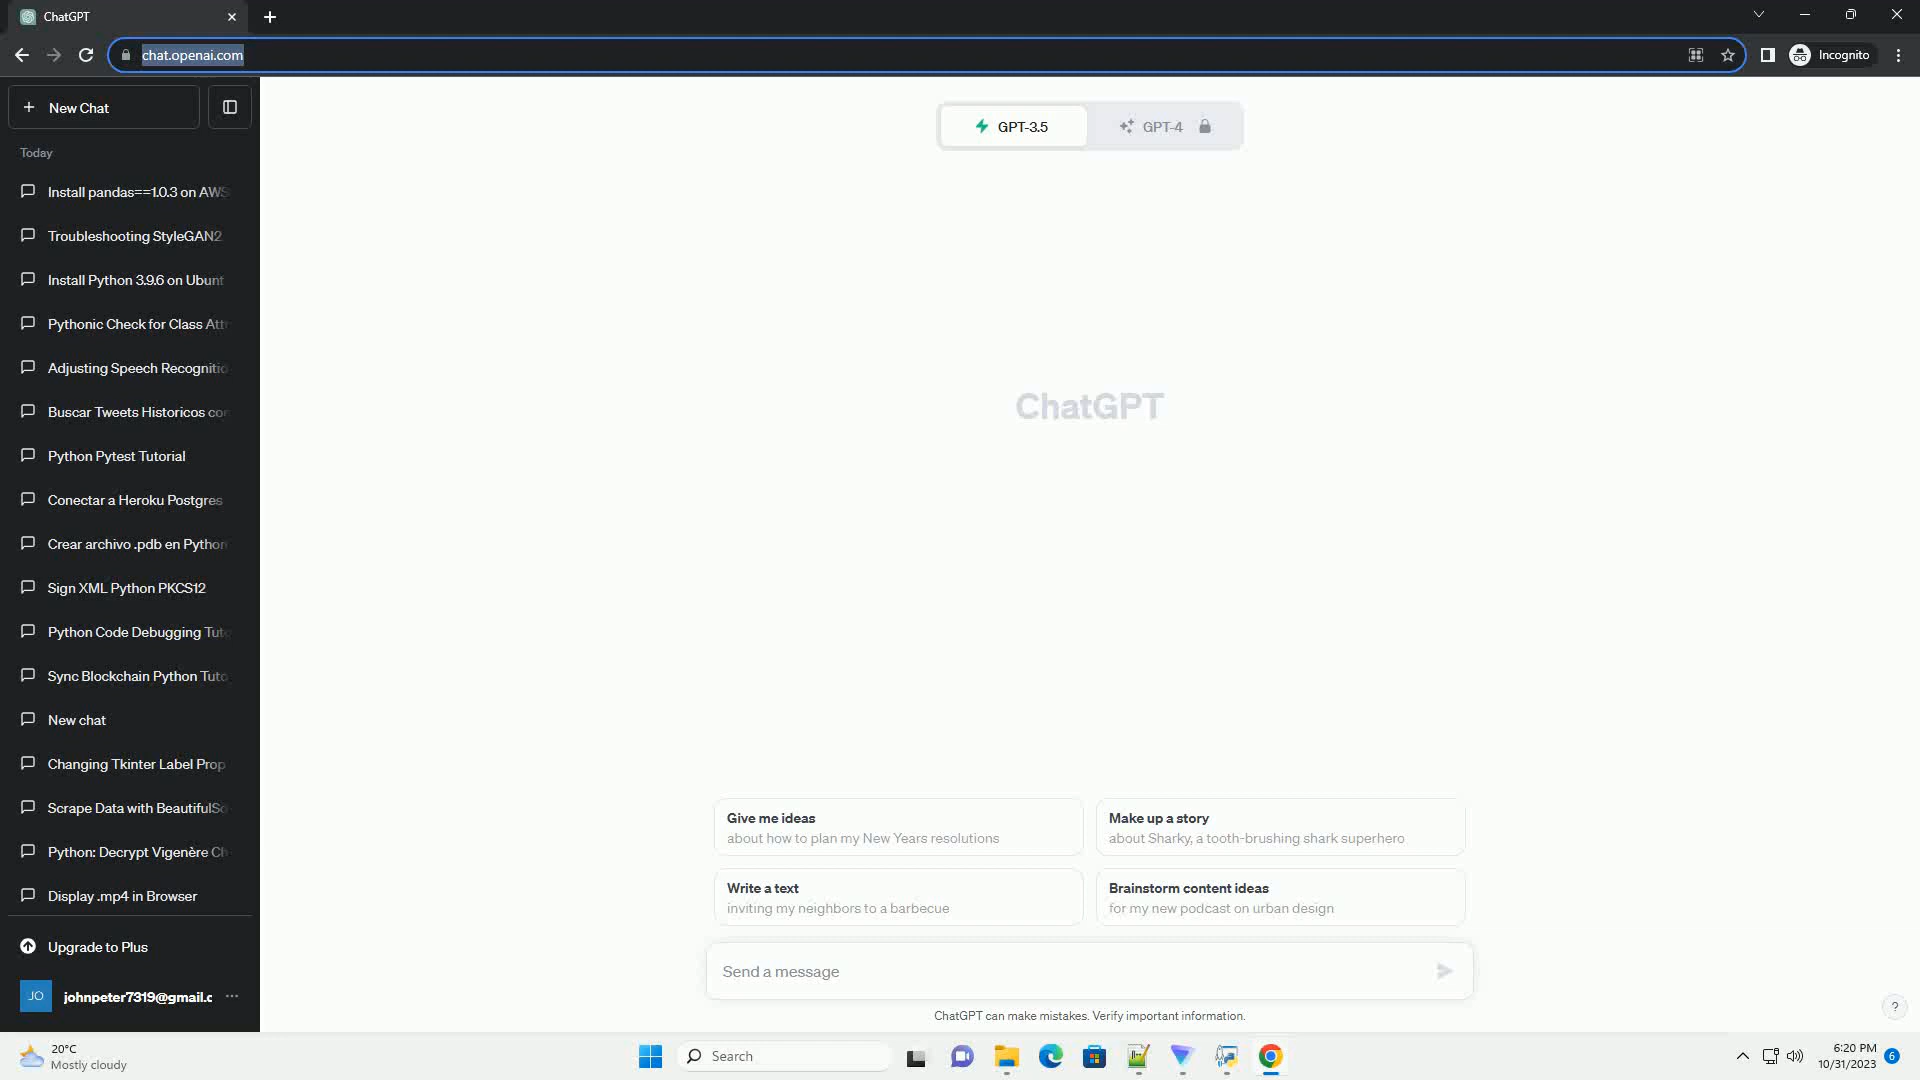 ChatGPT
chat.openai.com
Incognito
New Chat
Today
Install pandas==1.0.3 on AWS
Troubleshooting StyleGAN2
Install Python 3.9.6 on Ubunt
Pythonic Check for Class Att
Adjusting Speech Recognitio
Buscar Tweets Historicos con
Python Pytest Tutorial
Conectar a Heroku Postgres
Crear archivo .pdb en Python
Sign XML Python PKCS12
Python Code Debugging Tuto
Sync Blockchain Python Tuto
New chat
Changing Tkinter Label Prop
Scrape Data with BeautifulSo
Python: Decrypt Vigenère Ch
Display .mp4 in Browser
Upgrade to Plus
JO johnpeter7319@gmail.c
GPT-3.5 GPT-4
ChatGPT
Give me ideas
about how to plan my New Years resolutions
Make up a story
about Sharky, a tooth-brushing shark superhero
Write a text
inviting my neighbors to a barbecue
Brainstorm content ideas
for my new podcast on urban design
Send a message
ChatGPT can make mistakes. Verify important information.
?
20°C
Mostly cloudy
Search
6:20 PM
10/31/2023
6